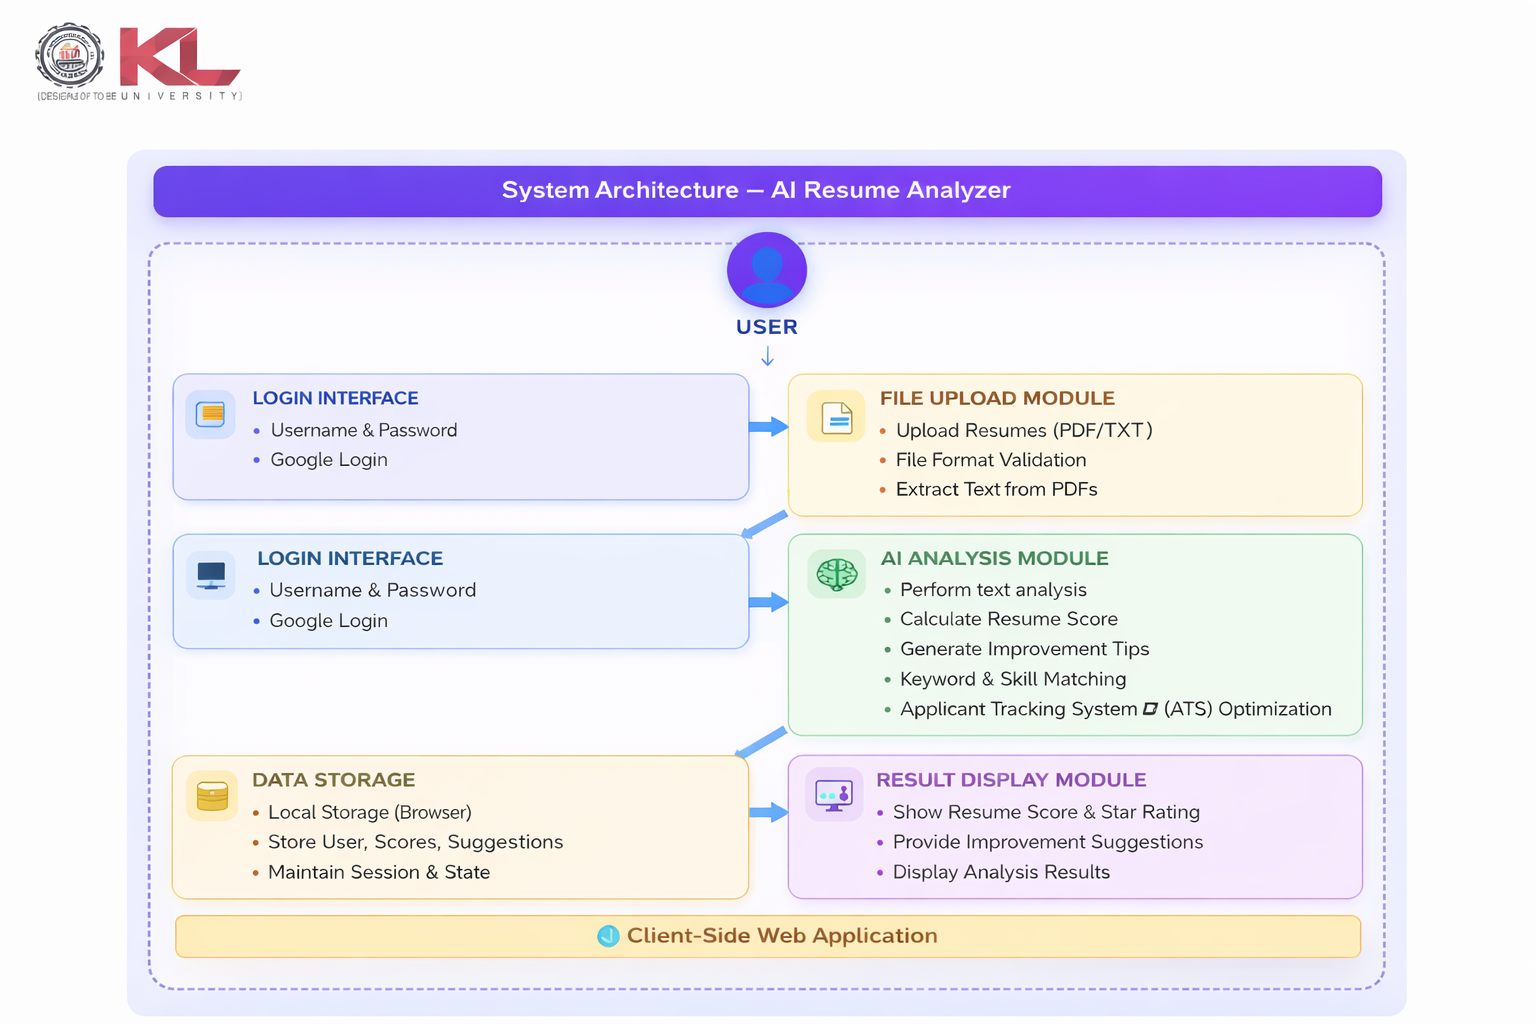 KL
UNIVERSITY)
System Architecture — AI Resume Analyzer
USER
LOGIN INTERFACE
• Username & Password
• Google Login
FILE UPLOAD MODULE
• Upload Resumes (PDF/TXT)
• File Format Validation
• Extract Text from PDFs
LOGIN INTERFACE
• Username & Password
• Google Login
AI ANALYSIS MODULE
• Perform text analysis
• Calculate Resume Score
• Generate Improvement Tips
• Keyword & Skill Matching
• Applicant Tracking System (ATS) Optimization
DATA STORAGE
• Local Storage (Browser)
• Store User, Scores, Suggestions
• Maintain Session & State
RESULT DISPLAY MODULE
• Show Resume Score & Star Rating
• Provide Improvement Suggestions
• Display Analysis Results
Client-Side Web Application